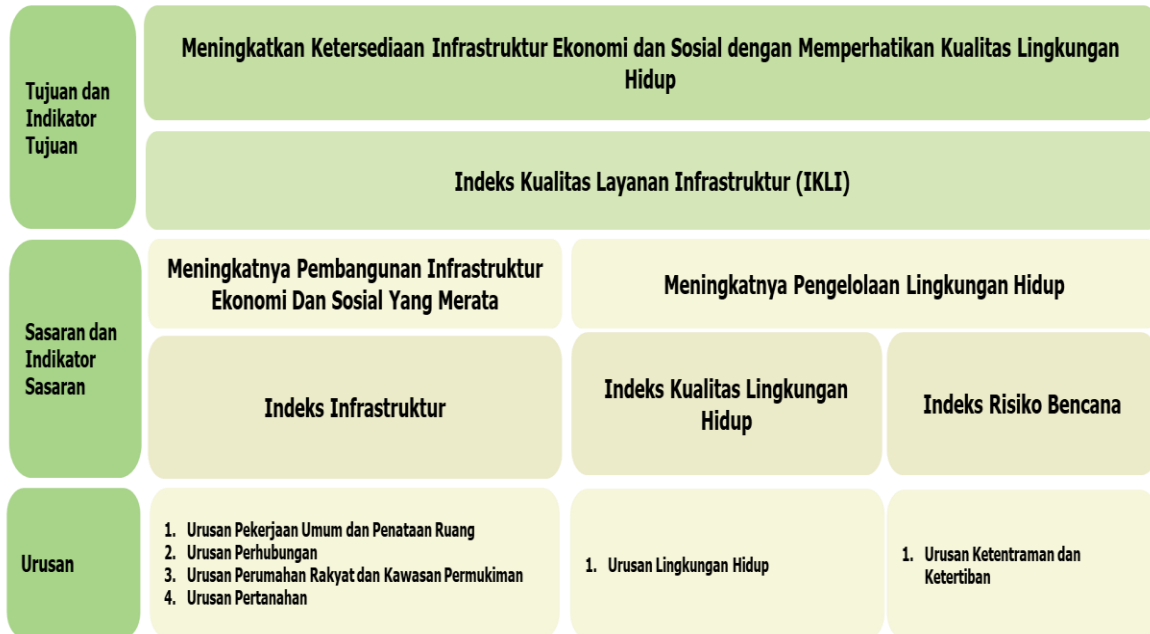 Tujuan dan
Indikator
Tujuan
Meningkatkan Ketersediaan Infrastruktur Ekonomi dan Sosial dengan Memperhatikan Kualitas Lingkungan
Hidup
Indeks Kualitas Layanan Infrastruktur (IKLI)
Sasaran dan
Indikator
Sasaran
Meningkatnya Pembangunan Infrastruktur
Ekonomi Dan Sosial Yang Merata
Meningkatnya Pengelolaan Lingkungan Hidup
Indeks Infrastruktur
Indeks Kualitas Lingkungan
Hidup
Indeks Risiko Bencana
Urusan
1. Urusan Pekerjaan Umum dan Penataan Ruang
2. Urusan Perhubungan
3. Urusan Perumahan Rakyat dan Kawasan Permukiman
4. Urusan Pertanahan
1. Urusan Lingkungan Hidup
1. Urusan Ketentraman dan
Ketertiban